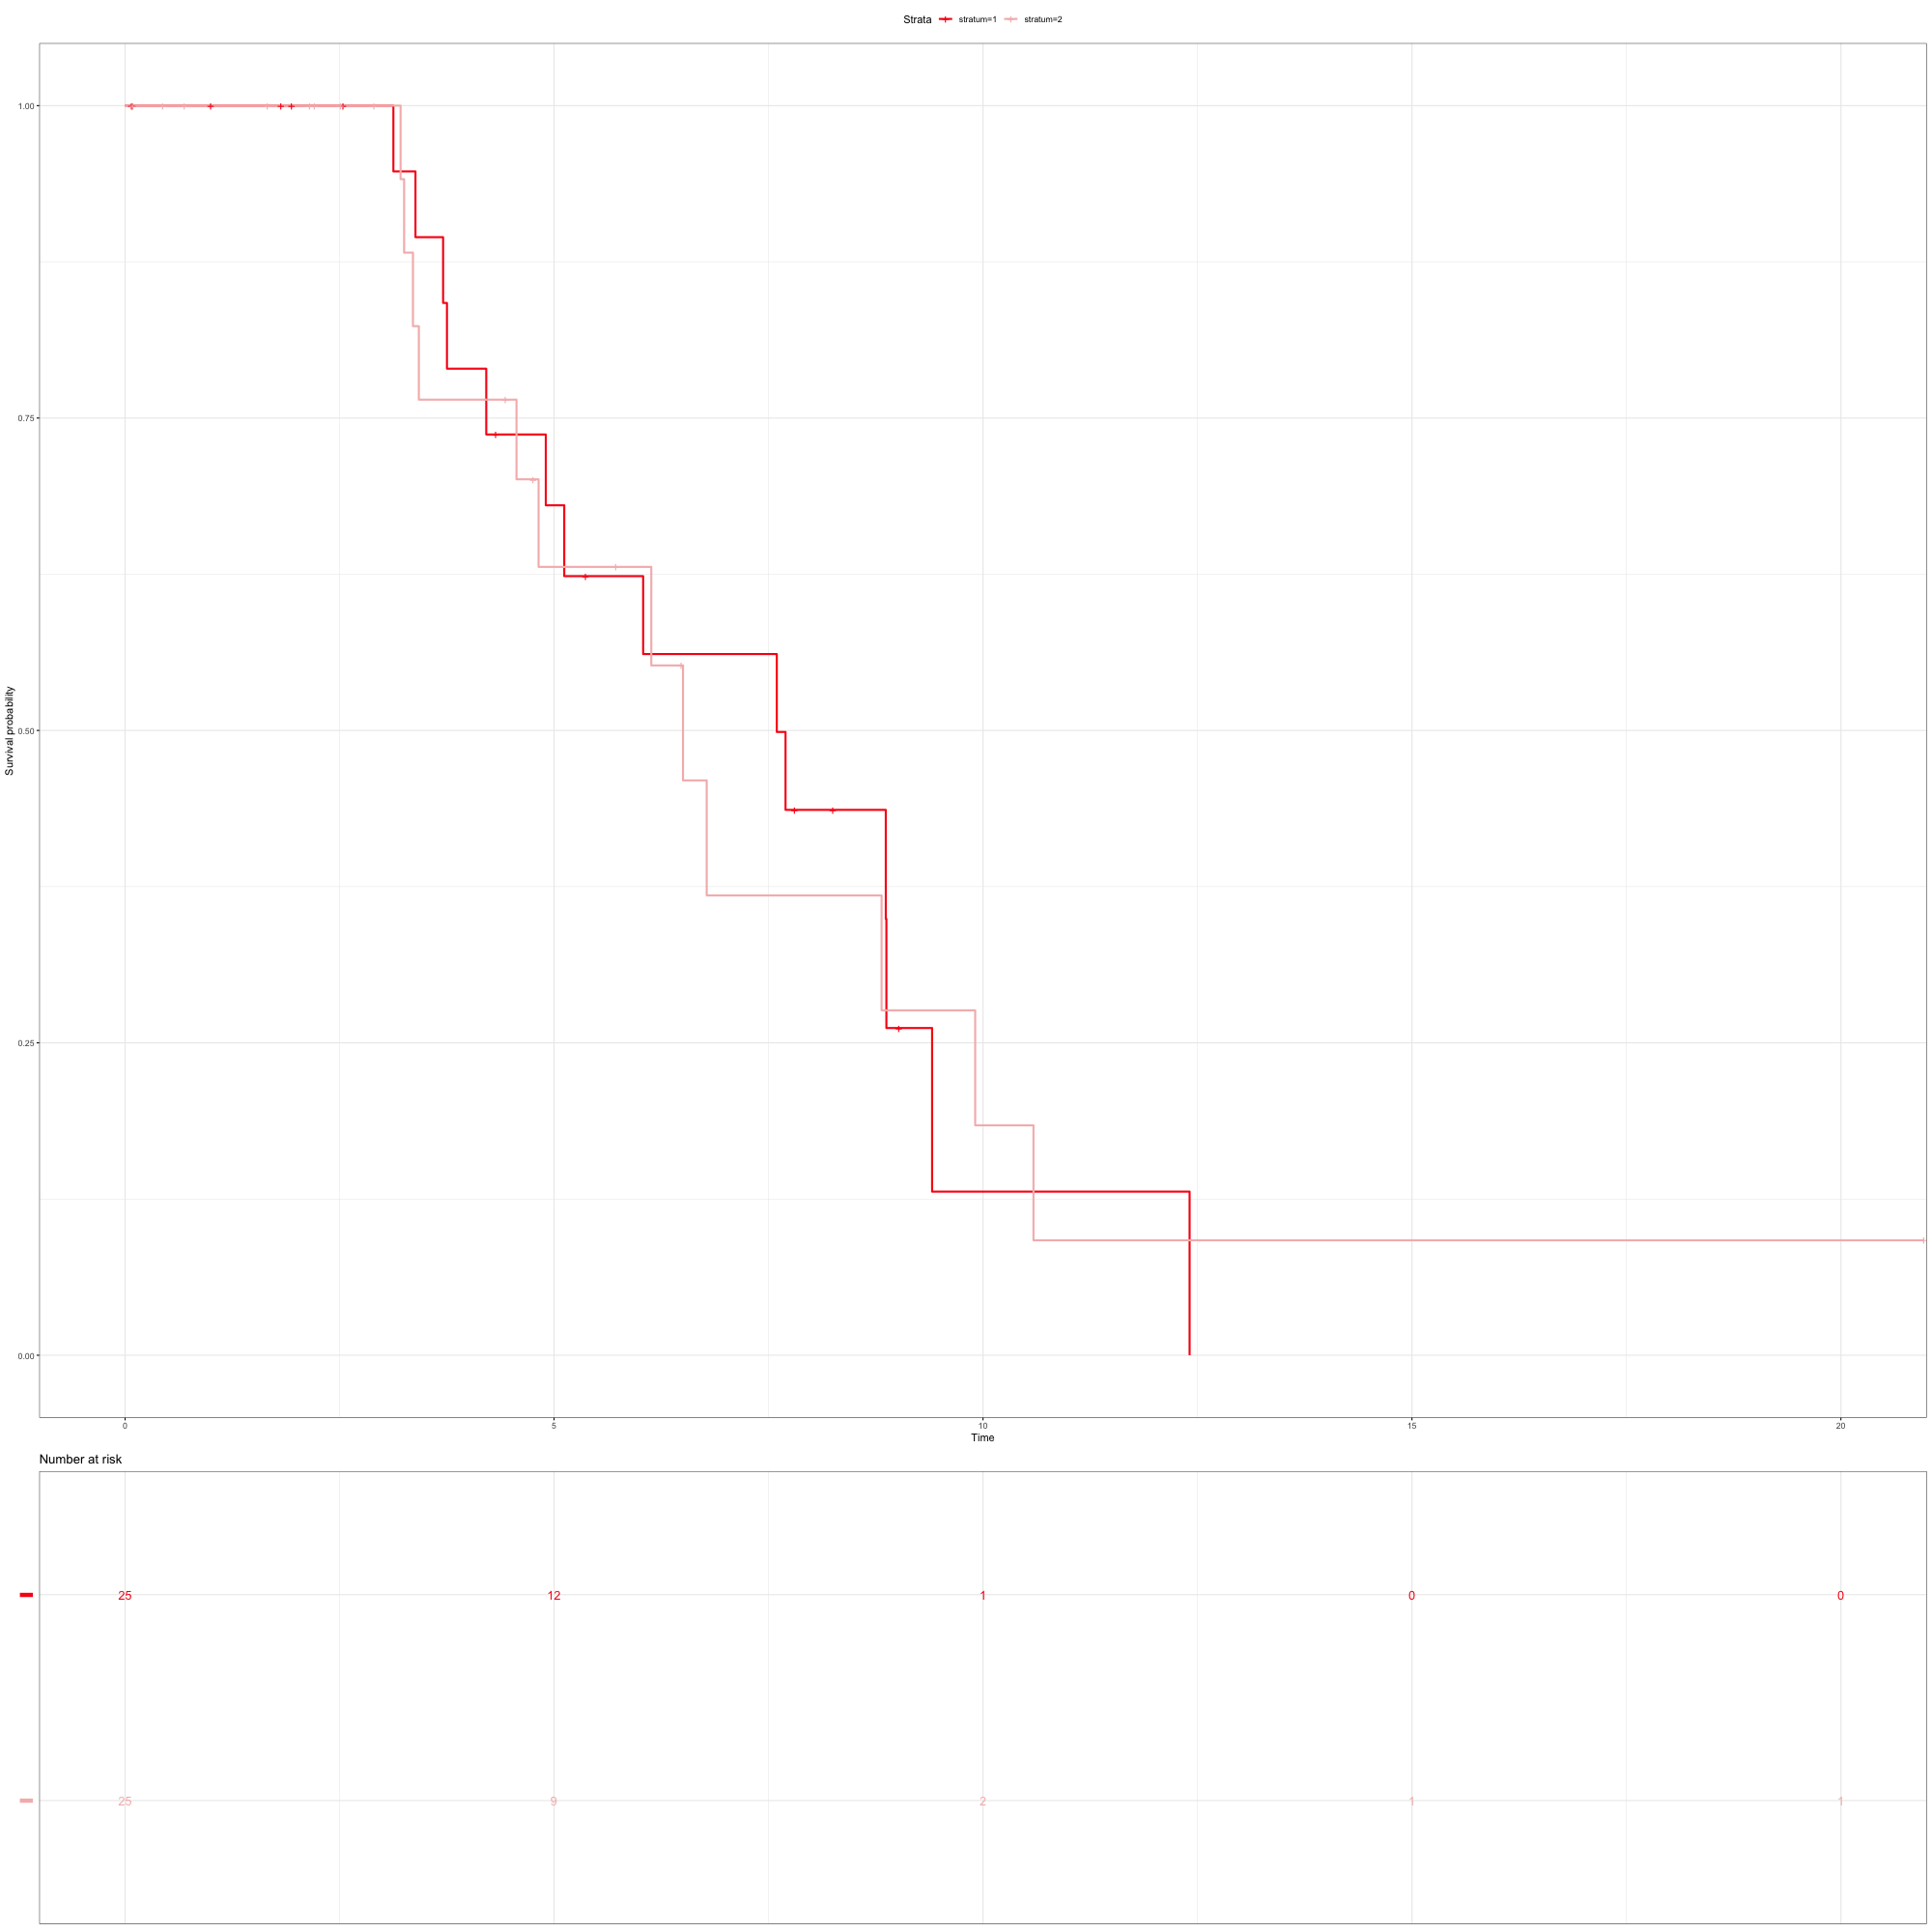 Strata stratum=1 stratum=2
1.00
0.75
0.50
0.25
0.00
Survival probability
0 5 10 15 20
Time
Number at risk
25 12 1 0 0
25 9 2 1 1